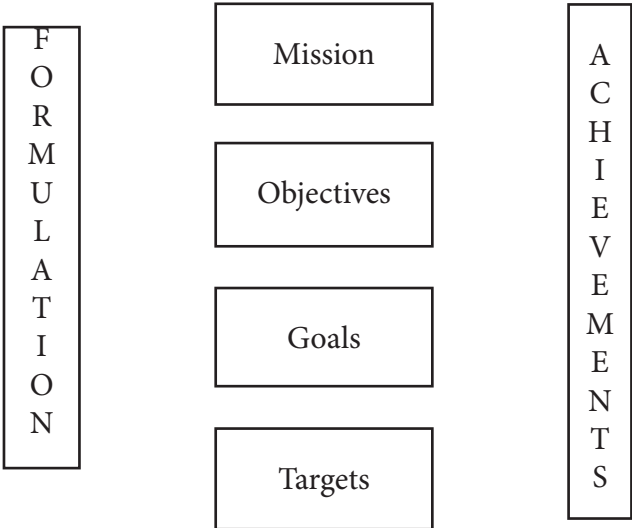 FORMULATION
Mission
Objectives
Goals
Targets
ACHIEVEMENTS